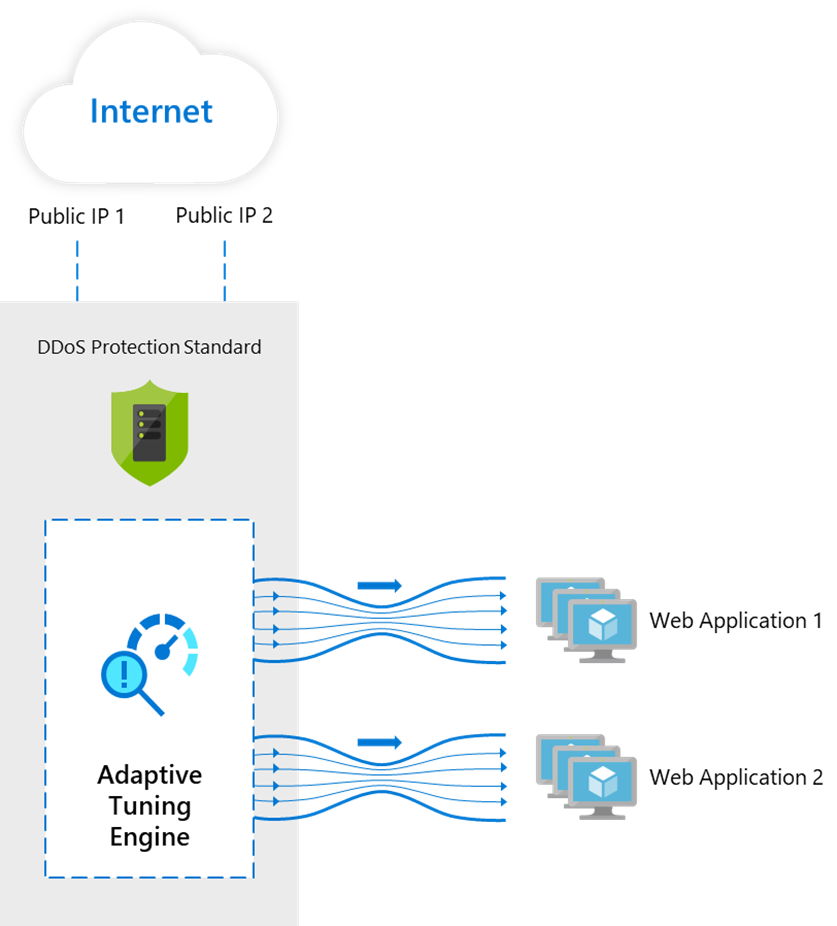 Internet
Public IP 1
Public IP 2
DDoS Protection Standard
Adaptive
Tuning
Engine
Web Application 1
Web Application 2